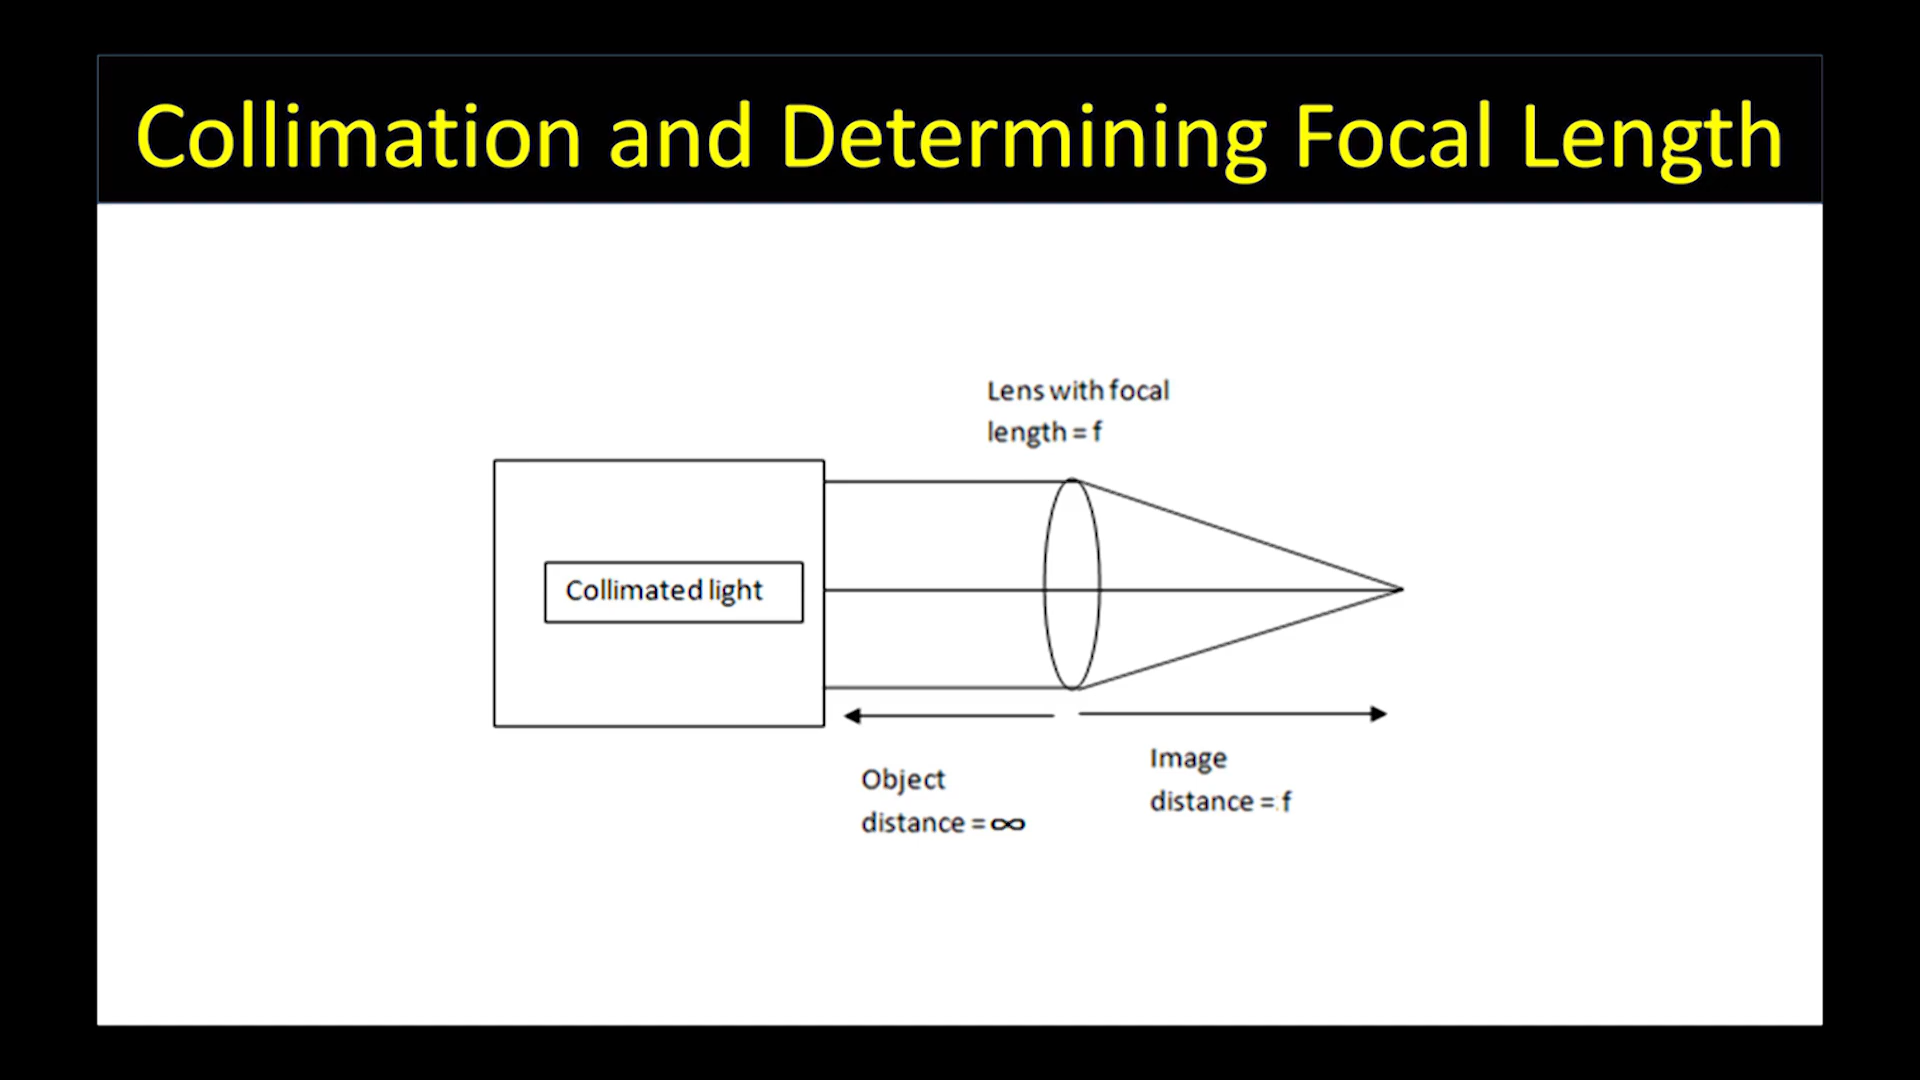 Collimation and Determining Focal Length
Lens with focal
length = f
Collimated light
Object
distance = ∞
Image
distance = f